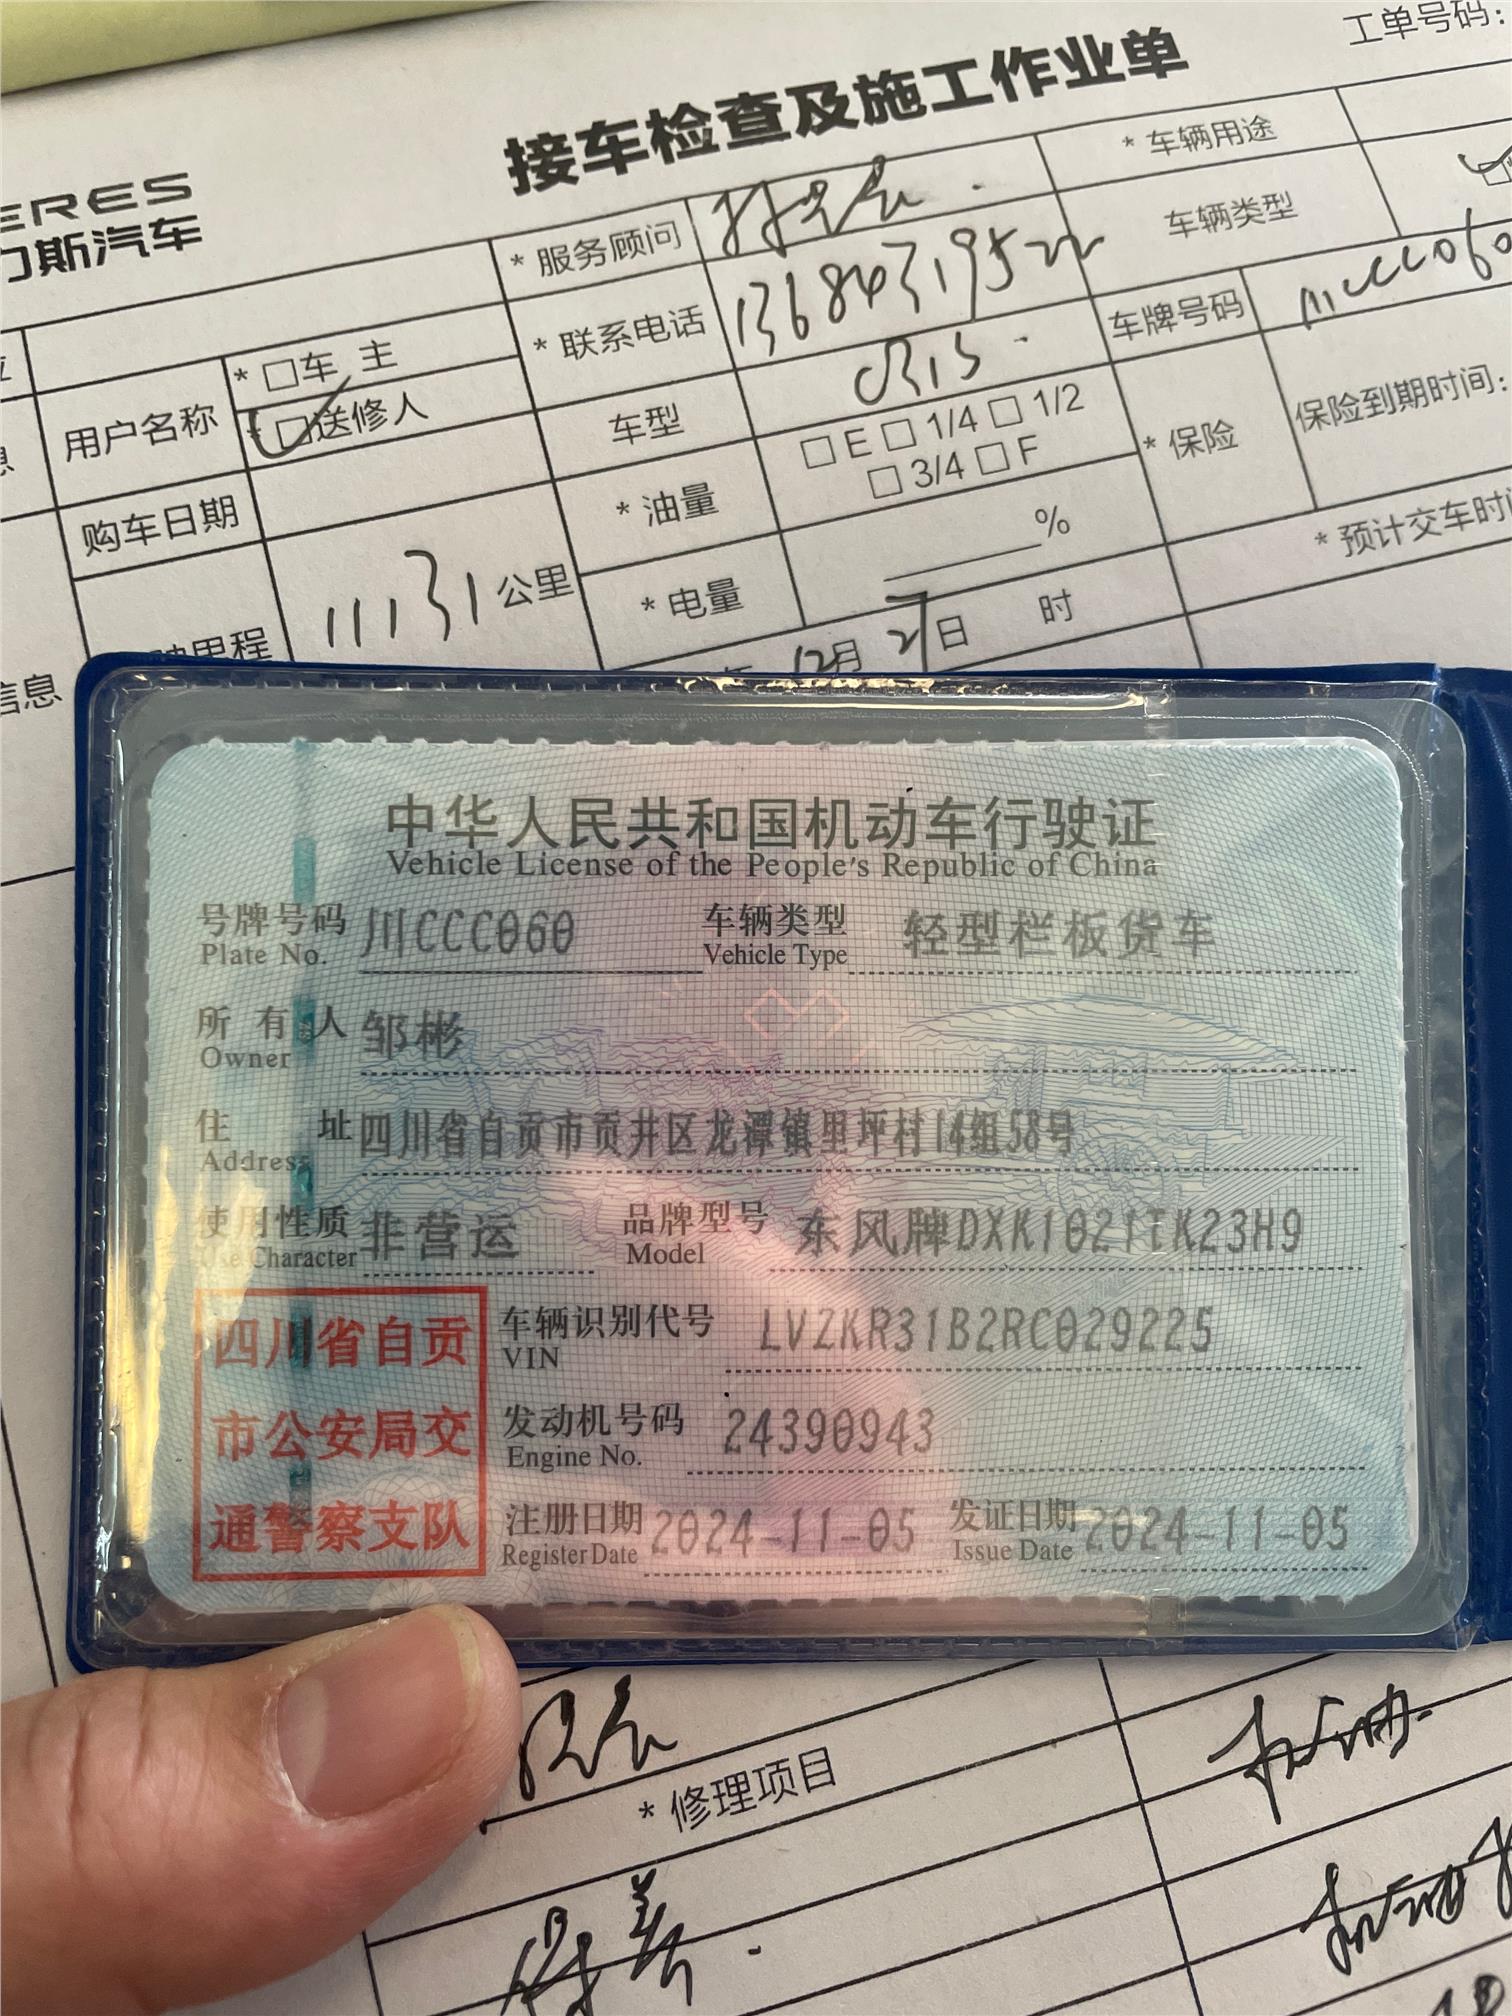 接车检查及施工作业单
工单号码:
ERES
力斯汽车
* 服务顾问
* 车辆用途
* 联系电话 13684319522
车辆类型
用户名称
* □车 主
* □送修人
车型
车牌号码
□ E □ 1/4 □ 1/2
□ 3/4 □ F
* 油量
* 保险
保险到期时间:
购车日期
11131 公里
* 电量
%
* 预计交车时间
12月 27日 时
信息
中华人民共和国机动车行驶证
Vehicle License of the People's Republic of China
号牌号码 川CCC060 车辆类型 轻型栏板货车
Plate No. Vehicle Type
所有人 邹彬
Owner
住 址 四川省自贡市贡井区龙潭镇里坪村14组58号
Address
使用性质 非营运 品牌型号 东风牌DXK1021TK23H9
Use Character Model
四川省自贡
市公安局交
通警察支队
车辆识别代号 LVZKR31B2RC029225
VIN
发动机号码 24390943
Engine No.
注册日期 2024-11-05 发证日期 2024-11-05
Register Date Issue Date
* 修理项目
保养